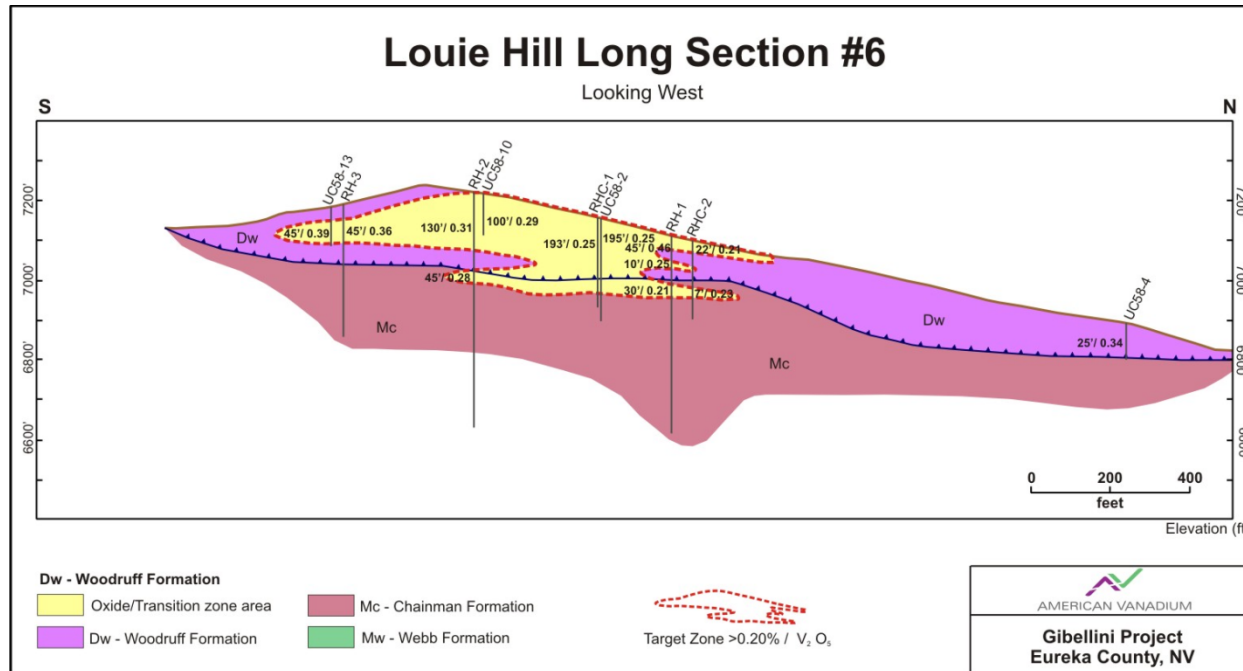 Louie Hill Long Section #6
Looking West
S
N
UC58-13
RH-3
RH-2
UC58-10
RHC-1
UC58-2
RH-1
RHC-2
UC58-4
7200'
7000'
6800'
6600'
7200
7000
6800
45'/ 0.39
45'/ 0.36
130'/ 0.31
100'/ 0.29
193'/ 0.25
195'/ 0.25
45'/ 0.46
22'/ 0.21
10'/ 0.25
45'/ 0.28
30'/ 0.21
7'/ 0.23
25'/ 0.34
Dw
Dw
Mc
Mc
0 200 400
feet
Elevation (ft
Dw - Woodruff Formation
Oxide/Transition zone area
Dw - Woodruff Formation
Mc - Chainman Formation
Mw - Webb Formation
Target Zone >0.20% / V₂ O₅
AMERICAN VANADIUM
Gibellini Project
Eureka County, NV